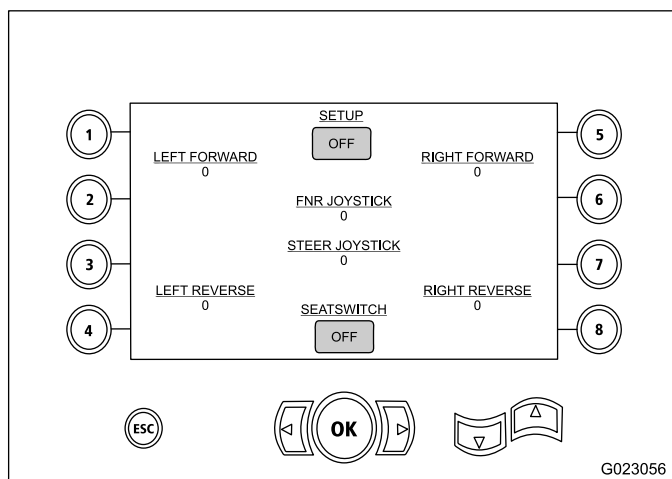 SETUP
1
5
OFF
LEFT FORWARD
0
RIGHT FORWARD
0
2
FNR JOYSTICK
0
6
3
STEER JOYSTICK
0
7
LEFT REVERSE
0
RIGHT REVERSE
0
SEATSWITCH
4
OFF
8
ESC
OK
G023056